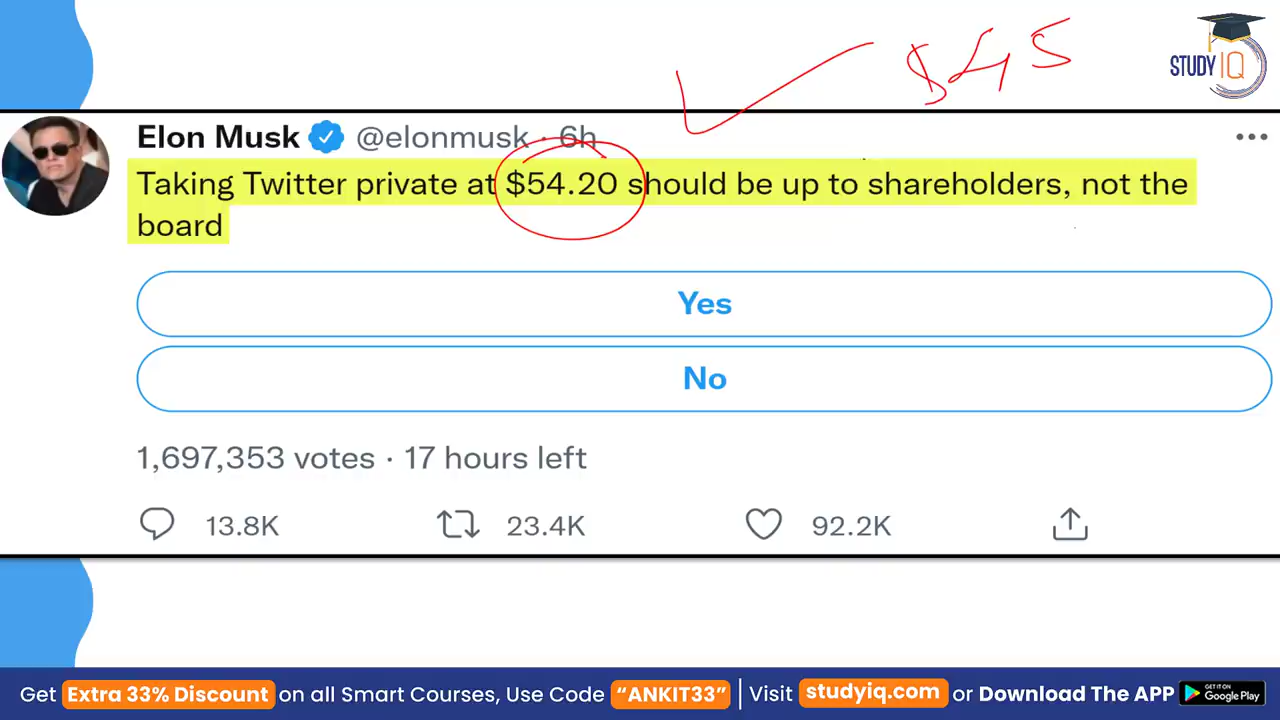 $45
STUDY IQ
Elon Musk @elonmusk · 6h
Taking Twitter private at $54.20 should be up to shareholders, not the
board
Yes
No
1,697,353 votes · 17 hours left
13.8K 23.4K 92.2K
Get Extra 33% Discount on all Smart Courses, Use Code “ANKIT33” Visit studyiq.com or Download The APP GET IT ON Google Play